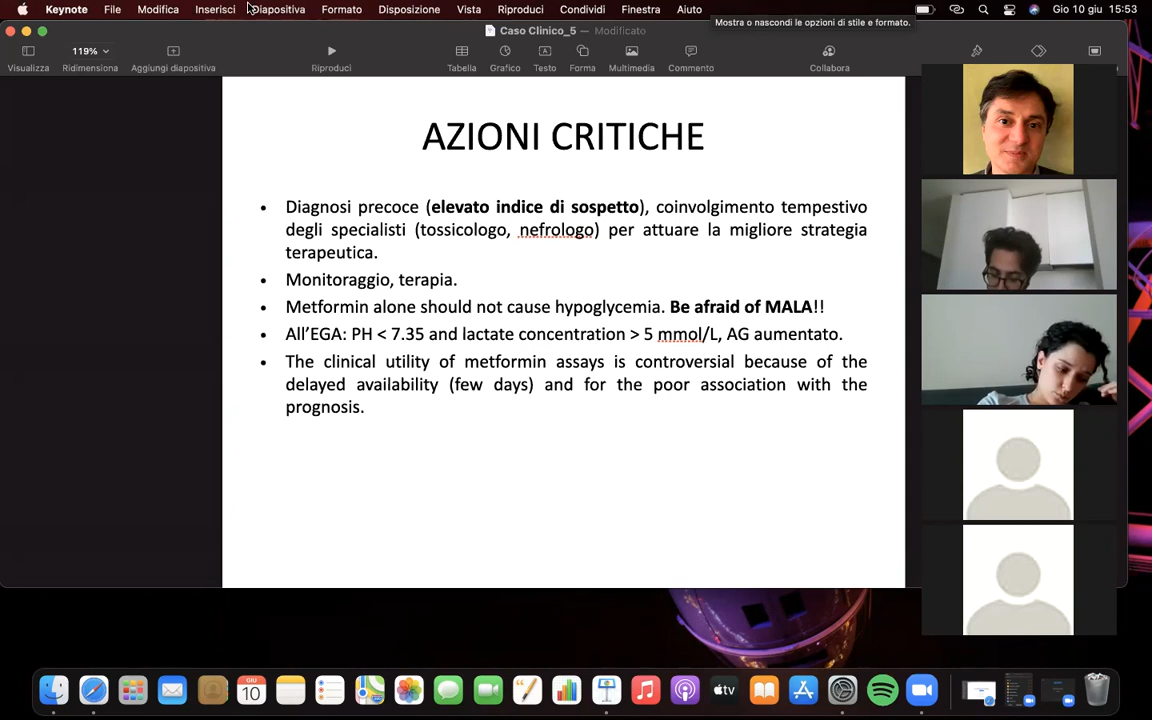 Keynote File Modifica Inserisci Diapositiva Formato Disposizione Vista Riproduci Condividi Finestra Aiuto Gio 10 giu 15:53
Mostra o nascondi le opzioni di stile e formato.
Caso Clinico_5 — Modificato
119%
Visualizza Ridimensiona Aggiungi diapositiva Riproduci Tabella Grafico Testo Forma Multimedia Commento Collabora
AZIONI CRITICHE
• Diagnosi precoce (elevato indice di sospetto), coinvolgimento tempestivo
degli specialisti (tossicologo, nefrologo) per attuare la migliore strategia
terapeutica.
• Monitoraggio, terapia.
• Metformin alone should not cause hypoglycemia. Be afraid of MALA!!
• All’EGA: PH < 7.35 and lactate concentration > 5 mmol/L, AG aumentato.
• The clinical utility of metformin assays is controversial because of the
delayed availability (few days) and for the poor association with the
prognosis.
GIU
10
tv